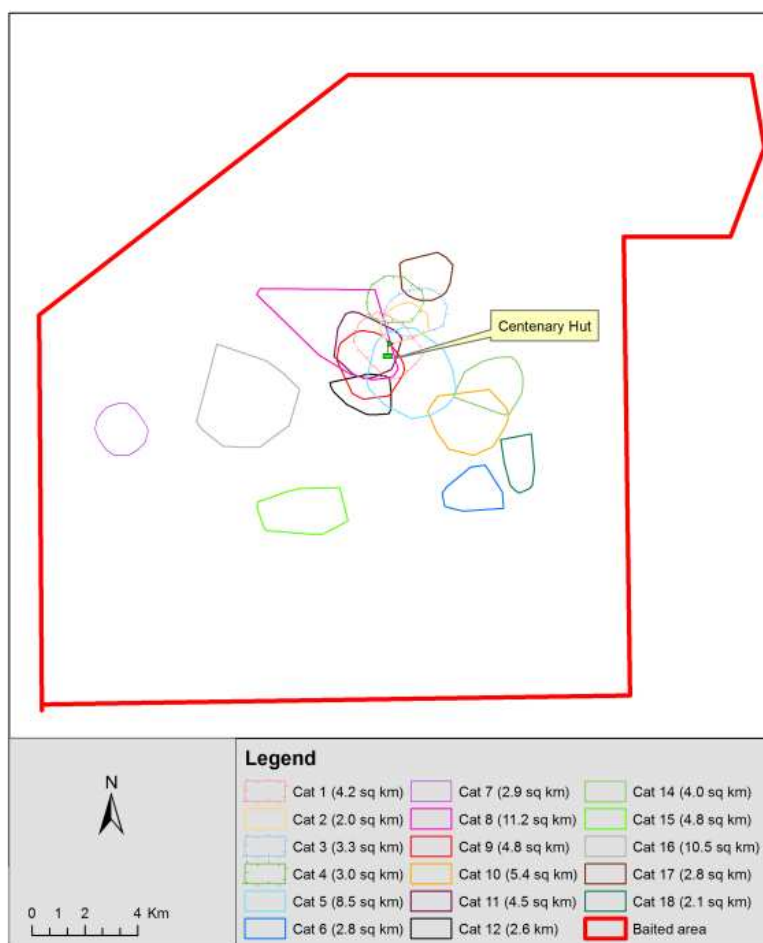 Centenary Hut
N
0 1 2 4 Km
Legend
Cat 1 (4.2 sq km)
Cat 2 (2.0 sq km)
Cat 3 (3.3 sq km)
Cat 4 (3.0 sq km)
Cat 5 (8.5 sq km)
Cat 6 (2.8 sq km)
Cat 7 (2.9 sq km)
Cat 8 (11.2 sq km)
Cat 9 (4.8 sq km)
Cat 10 (5.4 sq km)
Cat 11 (4.5 sq km)
Cat 12 (2.6 km)
Cat 14 (4.0 sq km)
Cat 15 (4.8 sq km)
Cat 16 (10.5 sq km)
Cat 17 (2.8 sq km)
Cat 18 (2.1 sq km)
Baited area